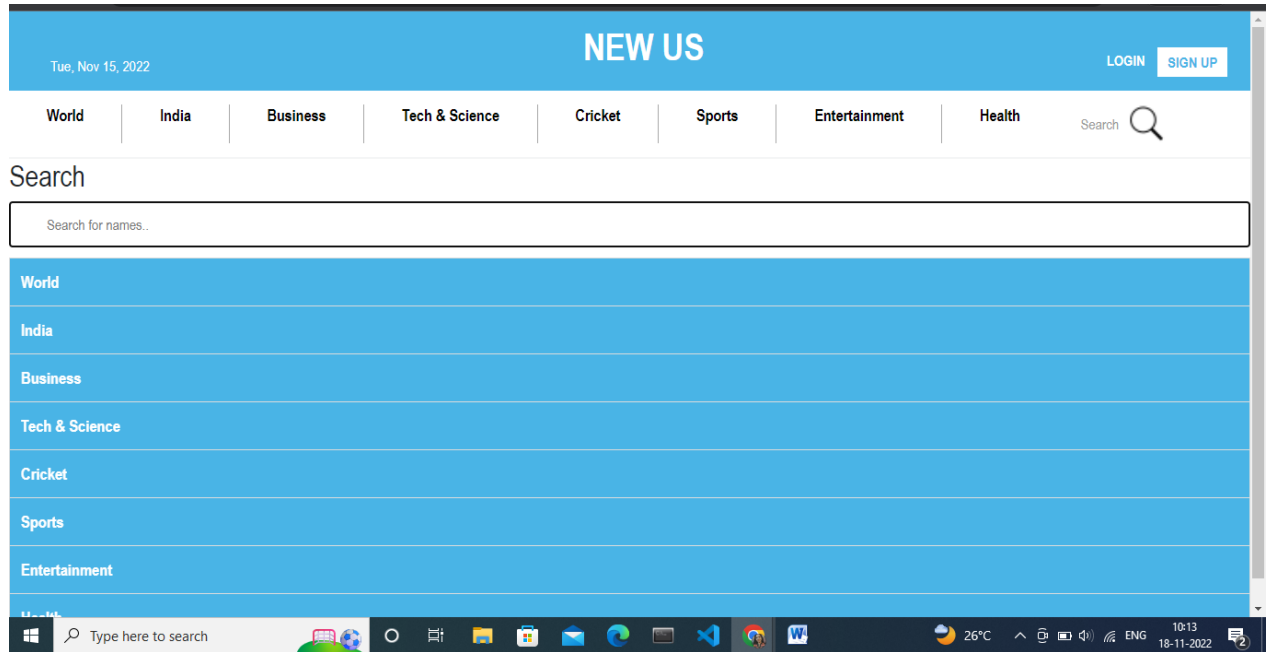 NEW US
Tue, Nov 15, 2022
LOGIN SIGN UP
World India Business Tech & Science Cricket Sports Entertainment Health Search
Search
Search for names..
World
India
Business
Tech & Science
Cricket
Sports
Entertainment
Health
Type here to search 26°C ENG 10:13
18-11-2022 2